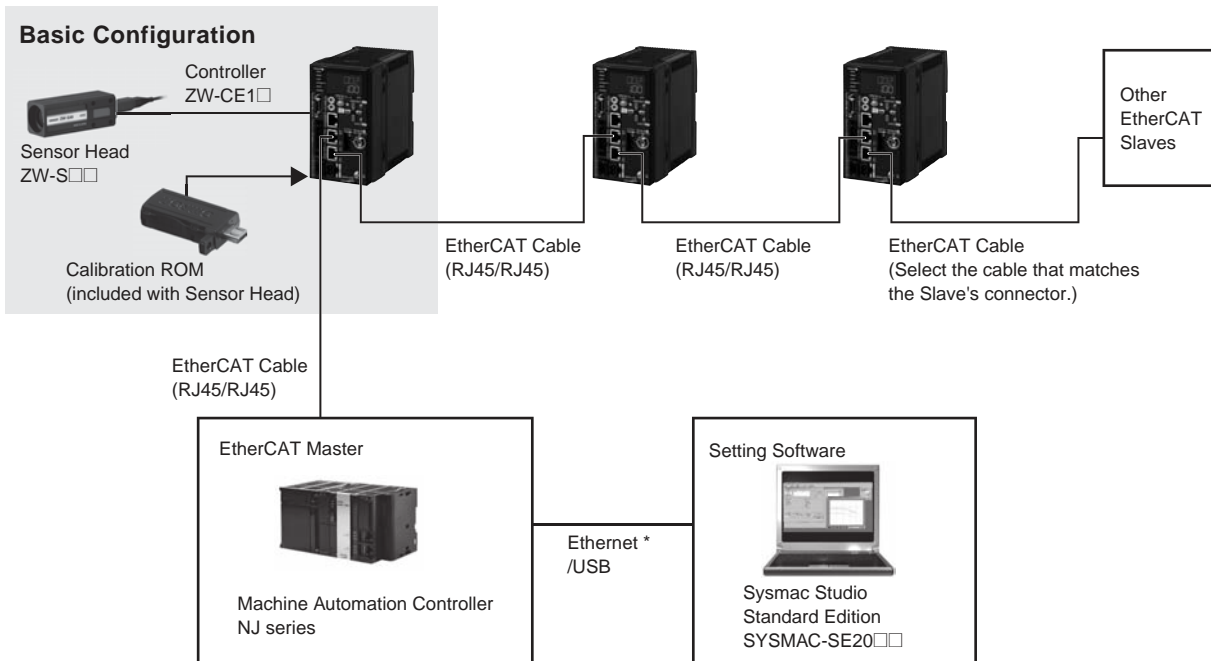 Basic Configuration
Controller
ZW-CE1□
Sensor Head
ZW-S□□
Calibration ROM
(included with Sensor Head)
Other
EtherCAT
Slaves
EtherCAT Cable
(RJ45/RJ45)
EtherCAT Cable
(RJ45/RJ45)
EtherCAT Cable
(Select the cable that matches
the Slave's connector.)
EtherCAT Cable
(RJ45/RJ45)
EtherCAT Master
Machine Automation Controller
NJ series
Ethernet *
/USB
Setting Software
Sysmac Studio
Standard Edition
SYSMAC-SE20□□